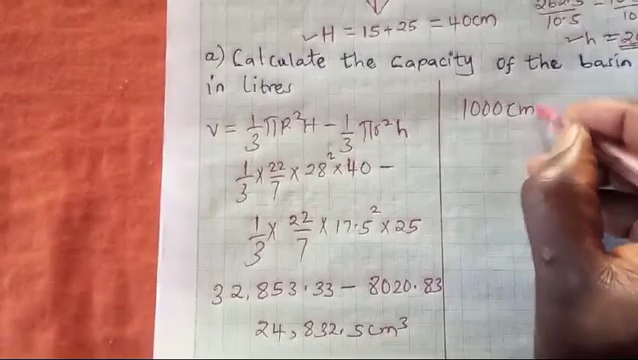 H = 15 + 25 = 40cm
10.5
h =
a) Calculate the capacity of the basin
in litres
V = 1/3 πR²H − 1/3 πr²h
1/3 × 22/7 × 28² × 40 −
1/3 × 22/7 × 17.5² × 25
32,853.33 − 8020.83
24,832.5cm³
1000cm